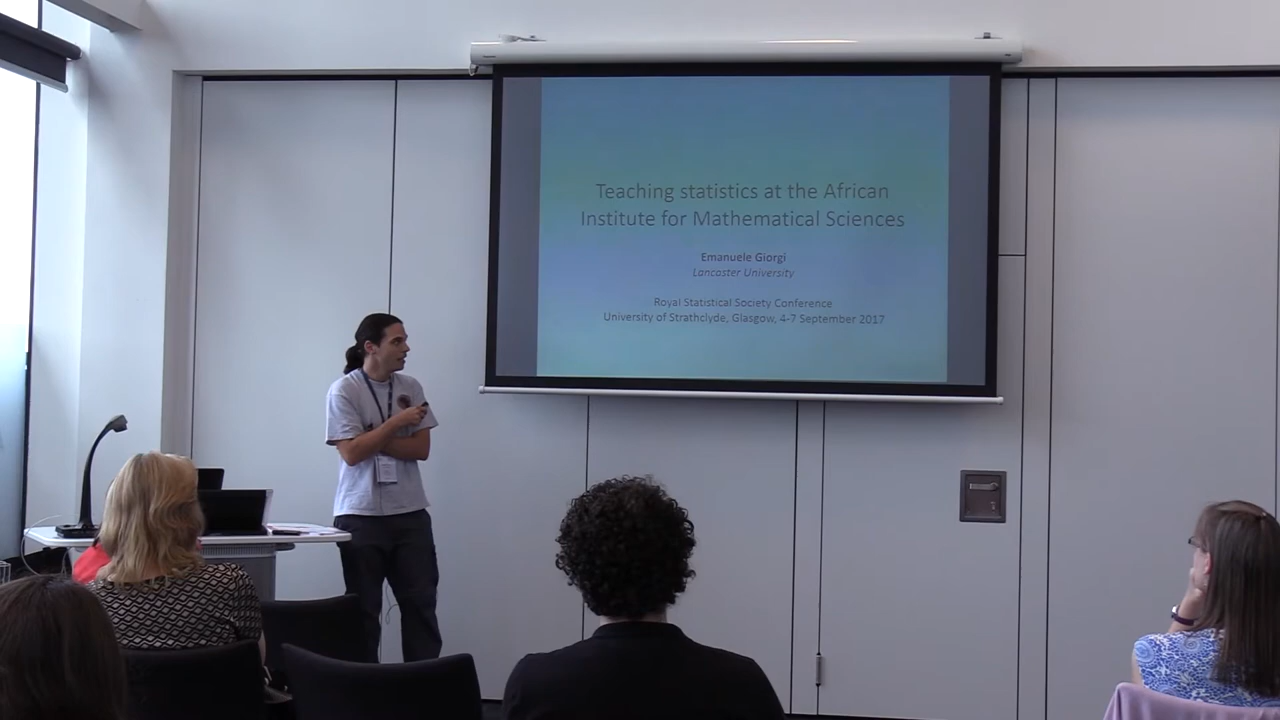 Teaching statistics at the African
Institute for Mathematical Sciences
Emanuele Giorgi
Lancaster University
Royal Statistical Society Conference
University of Strathclyde, Glasgow, 4-7 September 2017